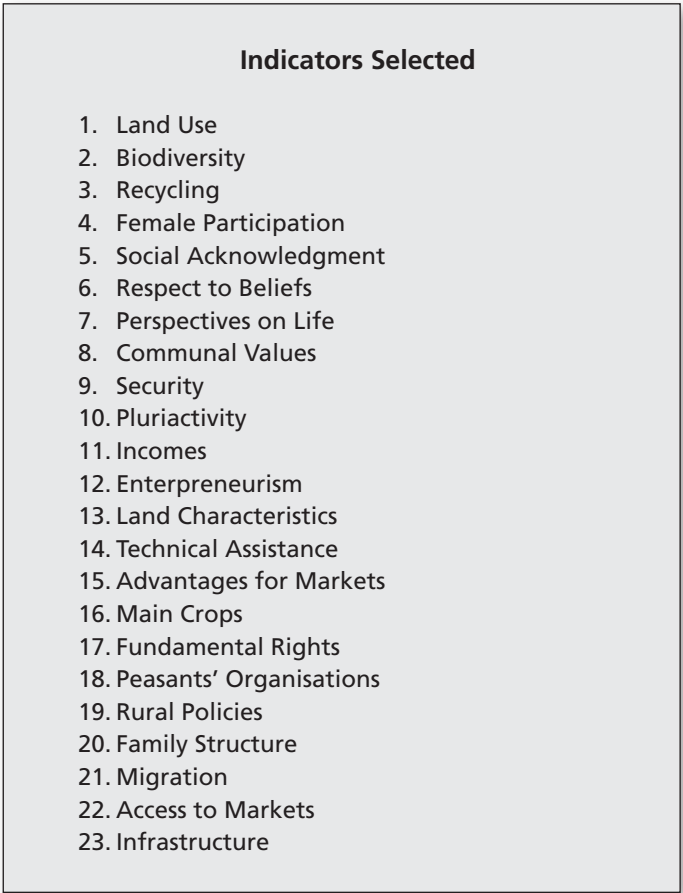 Indicators Selected
1. Land Use
2. Biodiversity
3. Recycling
4. Female Participation
5. Social Acknowledgment
6. Respect to Beliefs
7. Perspectives on Life
8. Communal Values
9. Security
10. Pluriactivity
11. Incomes
12. Enterpreneurism
13. Land Characteristics
14. Technical Assistance
15. Advantages for Markets
16. Main Crops
17. Fundamental Rights
18. Peasants’ Organisations
19. Rural Policies
20. Family Structure
21. Migration
22. Access to Markets
23. Infrastructure